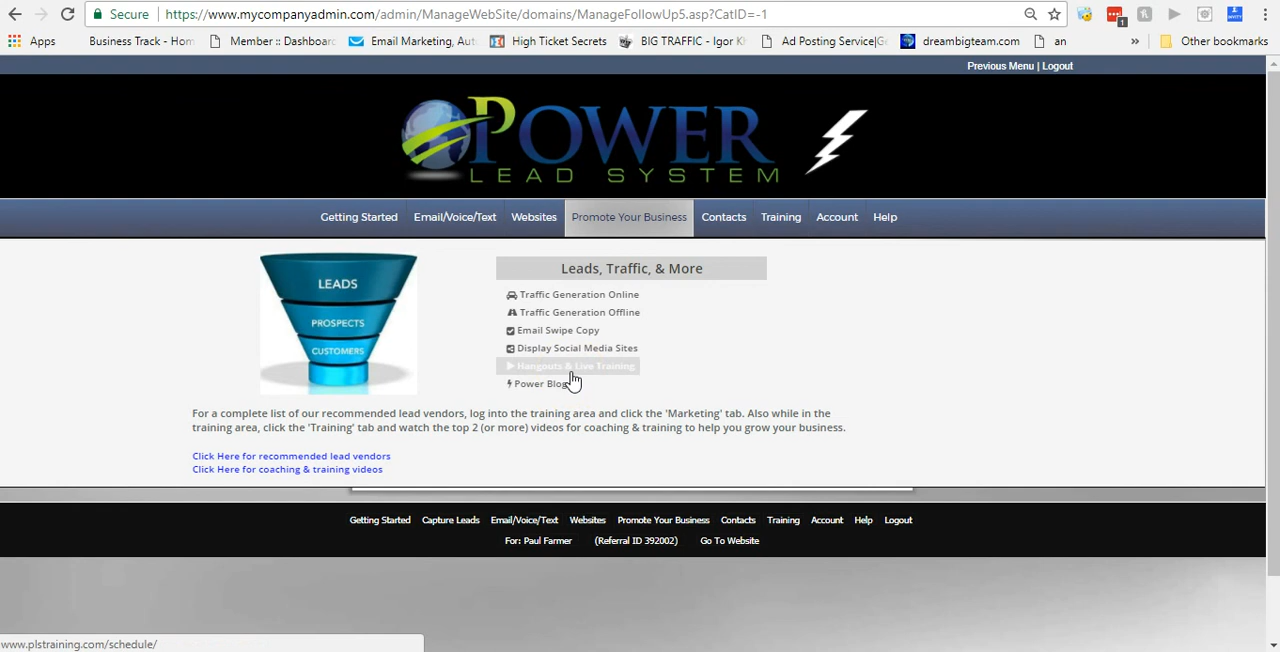 Secure | https://www.mycompanyadmin.com/admin/ManageWebSite/domains/ManageFollowUp5.asp?CatID=-1
1
Apps Business Track - Hom Member :: Dashboar Email Marketing, Aut High Ticket Secrets BIG TRAFFIC - Igor K Ad Posting Service|G dreambigteam.com an » Other bookmarks
Previous Menu | Logout
POWER
LEAD SYSTEM
Getting Started Email/Voice/Text Websites Promote Your Business Contacts Training Account Help
LEADS
PROSPECTS
CUSTOMERS
Leads, Traffic, & More
Traffic Generation Online
Traffic Generation Offline
Email Swipe Copy
Display Social Media Sites
Hangouts & Live Training
Power Blog
For a complete list of our recommended lead vendors, log into the training area and click the 'Marketing' tab. Also while in the
training area, click the 'Training' tab and watch the top 2 (or more) videos for coaching & training to help you grow your business.
Click Here for recommended lead vendors
Click Here for coaching & training videos
Getting Started Capture Leads Email/Voice/Text Websites Promote Your Business Contacts Training Account Help Logout
For: Paul Farmer (Referral ID 392002) Go To Website
www.plstraining.com/schedule/